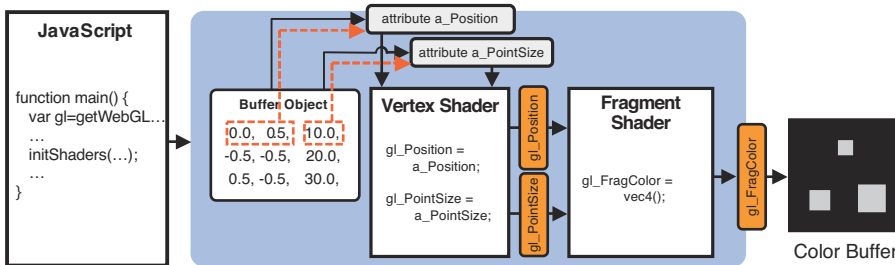 JavaScript
function main() {
var gl=getWebGL…
…
initShaders(…);
…
}
attribute a_Position
attribute a_PointSize
Buffer Object
0.0, 0.5, 10.0,
-0.5, -0.5, 20.0,
0.5, -0.5, 30.0,
Vertex Shader
gl_Position =
a_Position;
gl_PointSize =
a_PointSize;
gl_Position
gl_PointSize
Fragment
Shader
gl_FragColor =
vec4();
gl_FragColor
Color Buffer